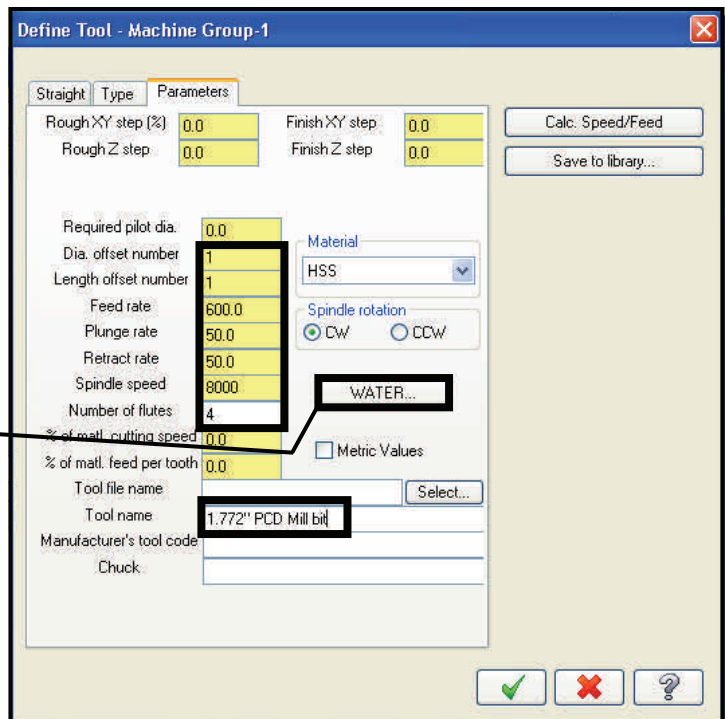 Define Tool - Machine Group-1
Straight Type Parameters
Rough XY step (%) 0.0 Finish XY step 0.0
Rough Z step 0.0 Finish Z step 0.0
Calc. Speed/Feed
Save to library...
Required pilot dia. 0.0
Dia. offset number 1
Length offset number 1
Feed rate 600.0
Plunge rate 50.0
Retract rate 50.0
Spindle speed 8000
Number of flutes 4
% of matl. cutting speed 0.0
% of matl. feed per tooth 0.0
Material
HSS
Spindle rotation
CW CCW
WATER...
Metric Values
Tool file name Select...
Tool name 1.772" PCD Mill bit
Manufacturer's tool code
Chuck